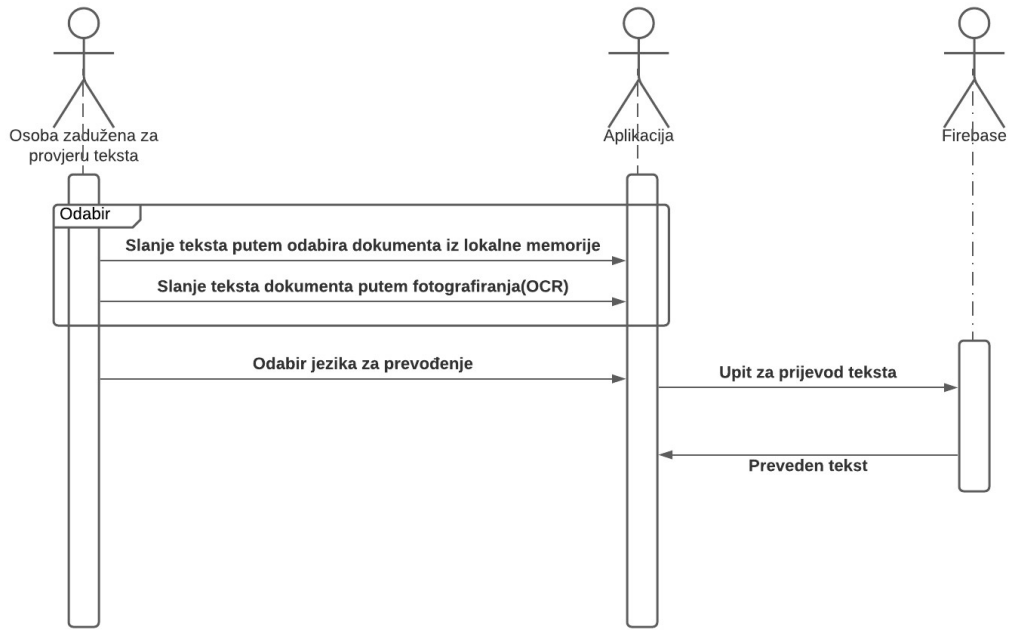 Osoba zadužena za
provjeru teksta
Aplikacija
Firebase
Odabir
Slanje teksta putem odabira dokumenta iz lokalne memorije
Slanje teksta dokumenta putem fotografiranja(OCR)
Odabir jezika za prevođenje
Upit za prijevod teksta
Preveden tekst